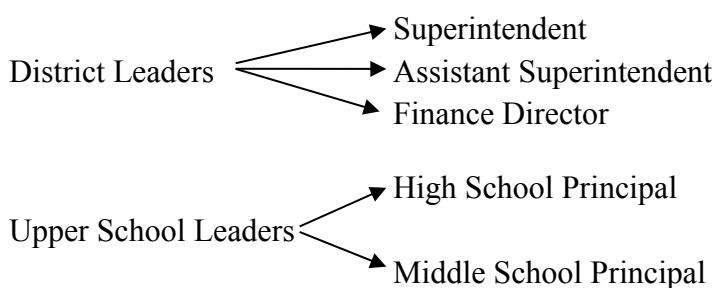 Superintendent
District Leaders
Assistant Superintendent
Finance Director
High School Principal
Upper School Leaders
Middle School Principal